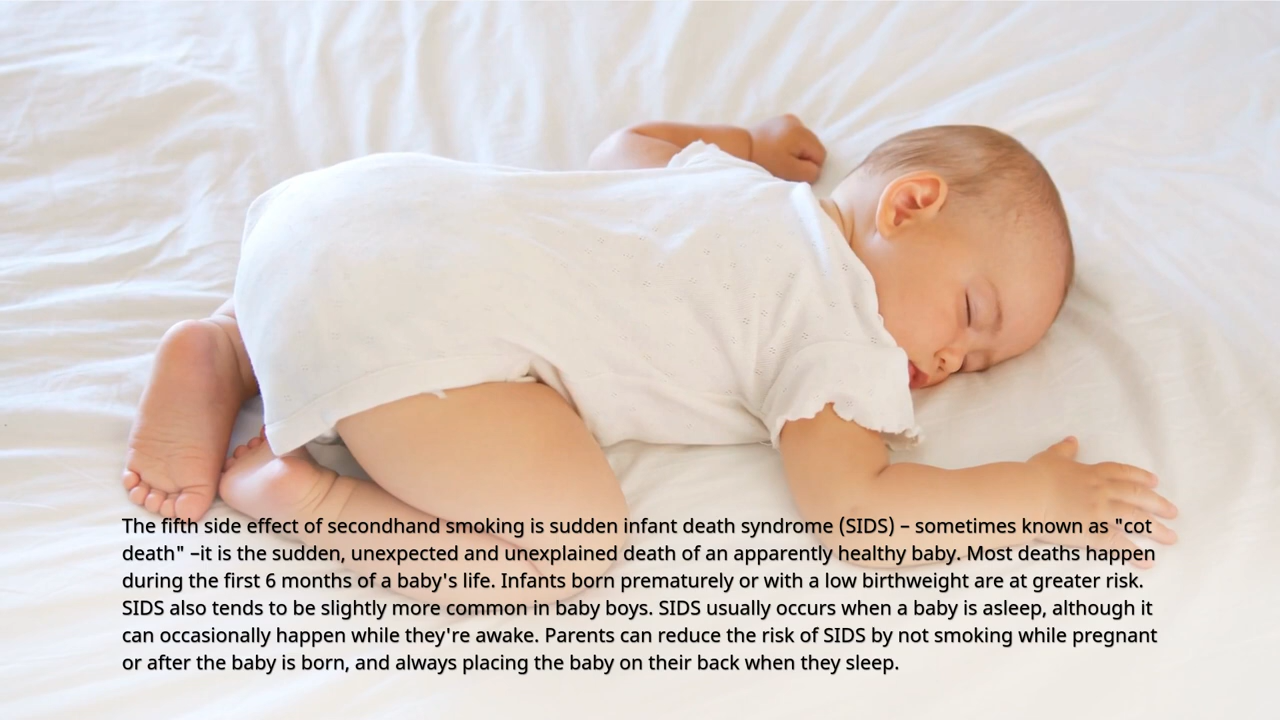 The fifth side effect of secondhand smoking is sudden infant death syndrome (SIDS) – sometimes known as "cot
death" –it is the sudden, unexpected and unexplained death of an apparently healthy baby. Most deaths happen
during the first 6 months of a baby's life. Infants born prematurely or with a low birthweight are at greater risk.
SIDS also tends to be slightly more common in baby boys. SIDS usually occurs when a baby is asleep, although it
can occasionally happen while they're awake. Parents can reduce the risk of SIDS by not smoking while pregnant
or after the baby is born, and always placing the baby on their back when they sleep.